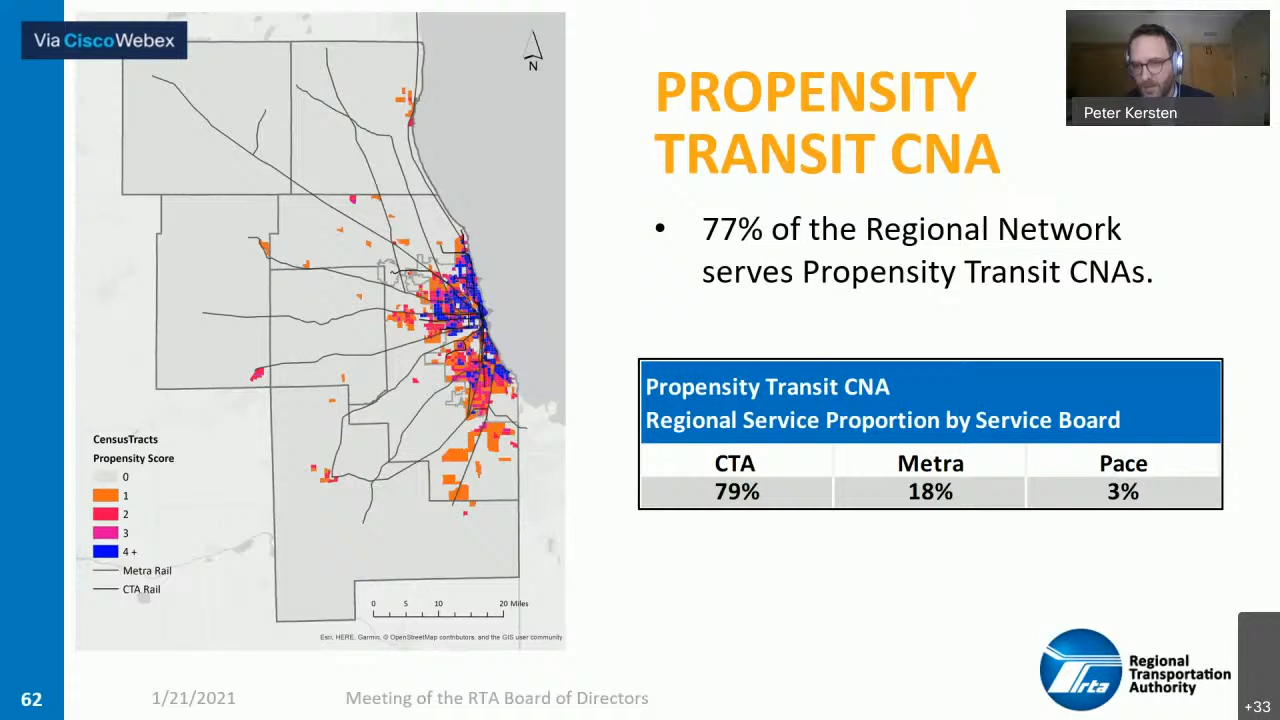 Via Cisco Webex
N
PROPENSITY
TRANSIT CNA
Peter Kersten
• 77% of the Regional Network
serves Propensity Transit CNAs.
Propensity Transit CNA
Regional Service Proportion by Service Board
CTA Metra Pace
79% 18% 3%
CensusTracts
Propensity Score
0
1
2
3
4 +
Metra Rail
CTA Rail
0 5 10 20 Miles
Esri, HERE, Garmin, © OpenStreetMap contributors, and the GIS user community
62
1/21/2021
Meeting of the RTA Board of Directors
rta
Regional
Transportation
Authority
+33